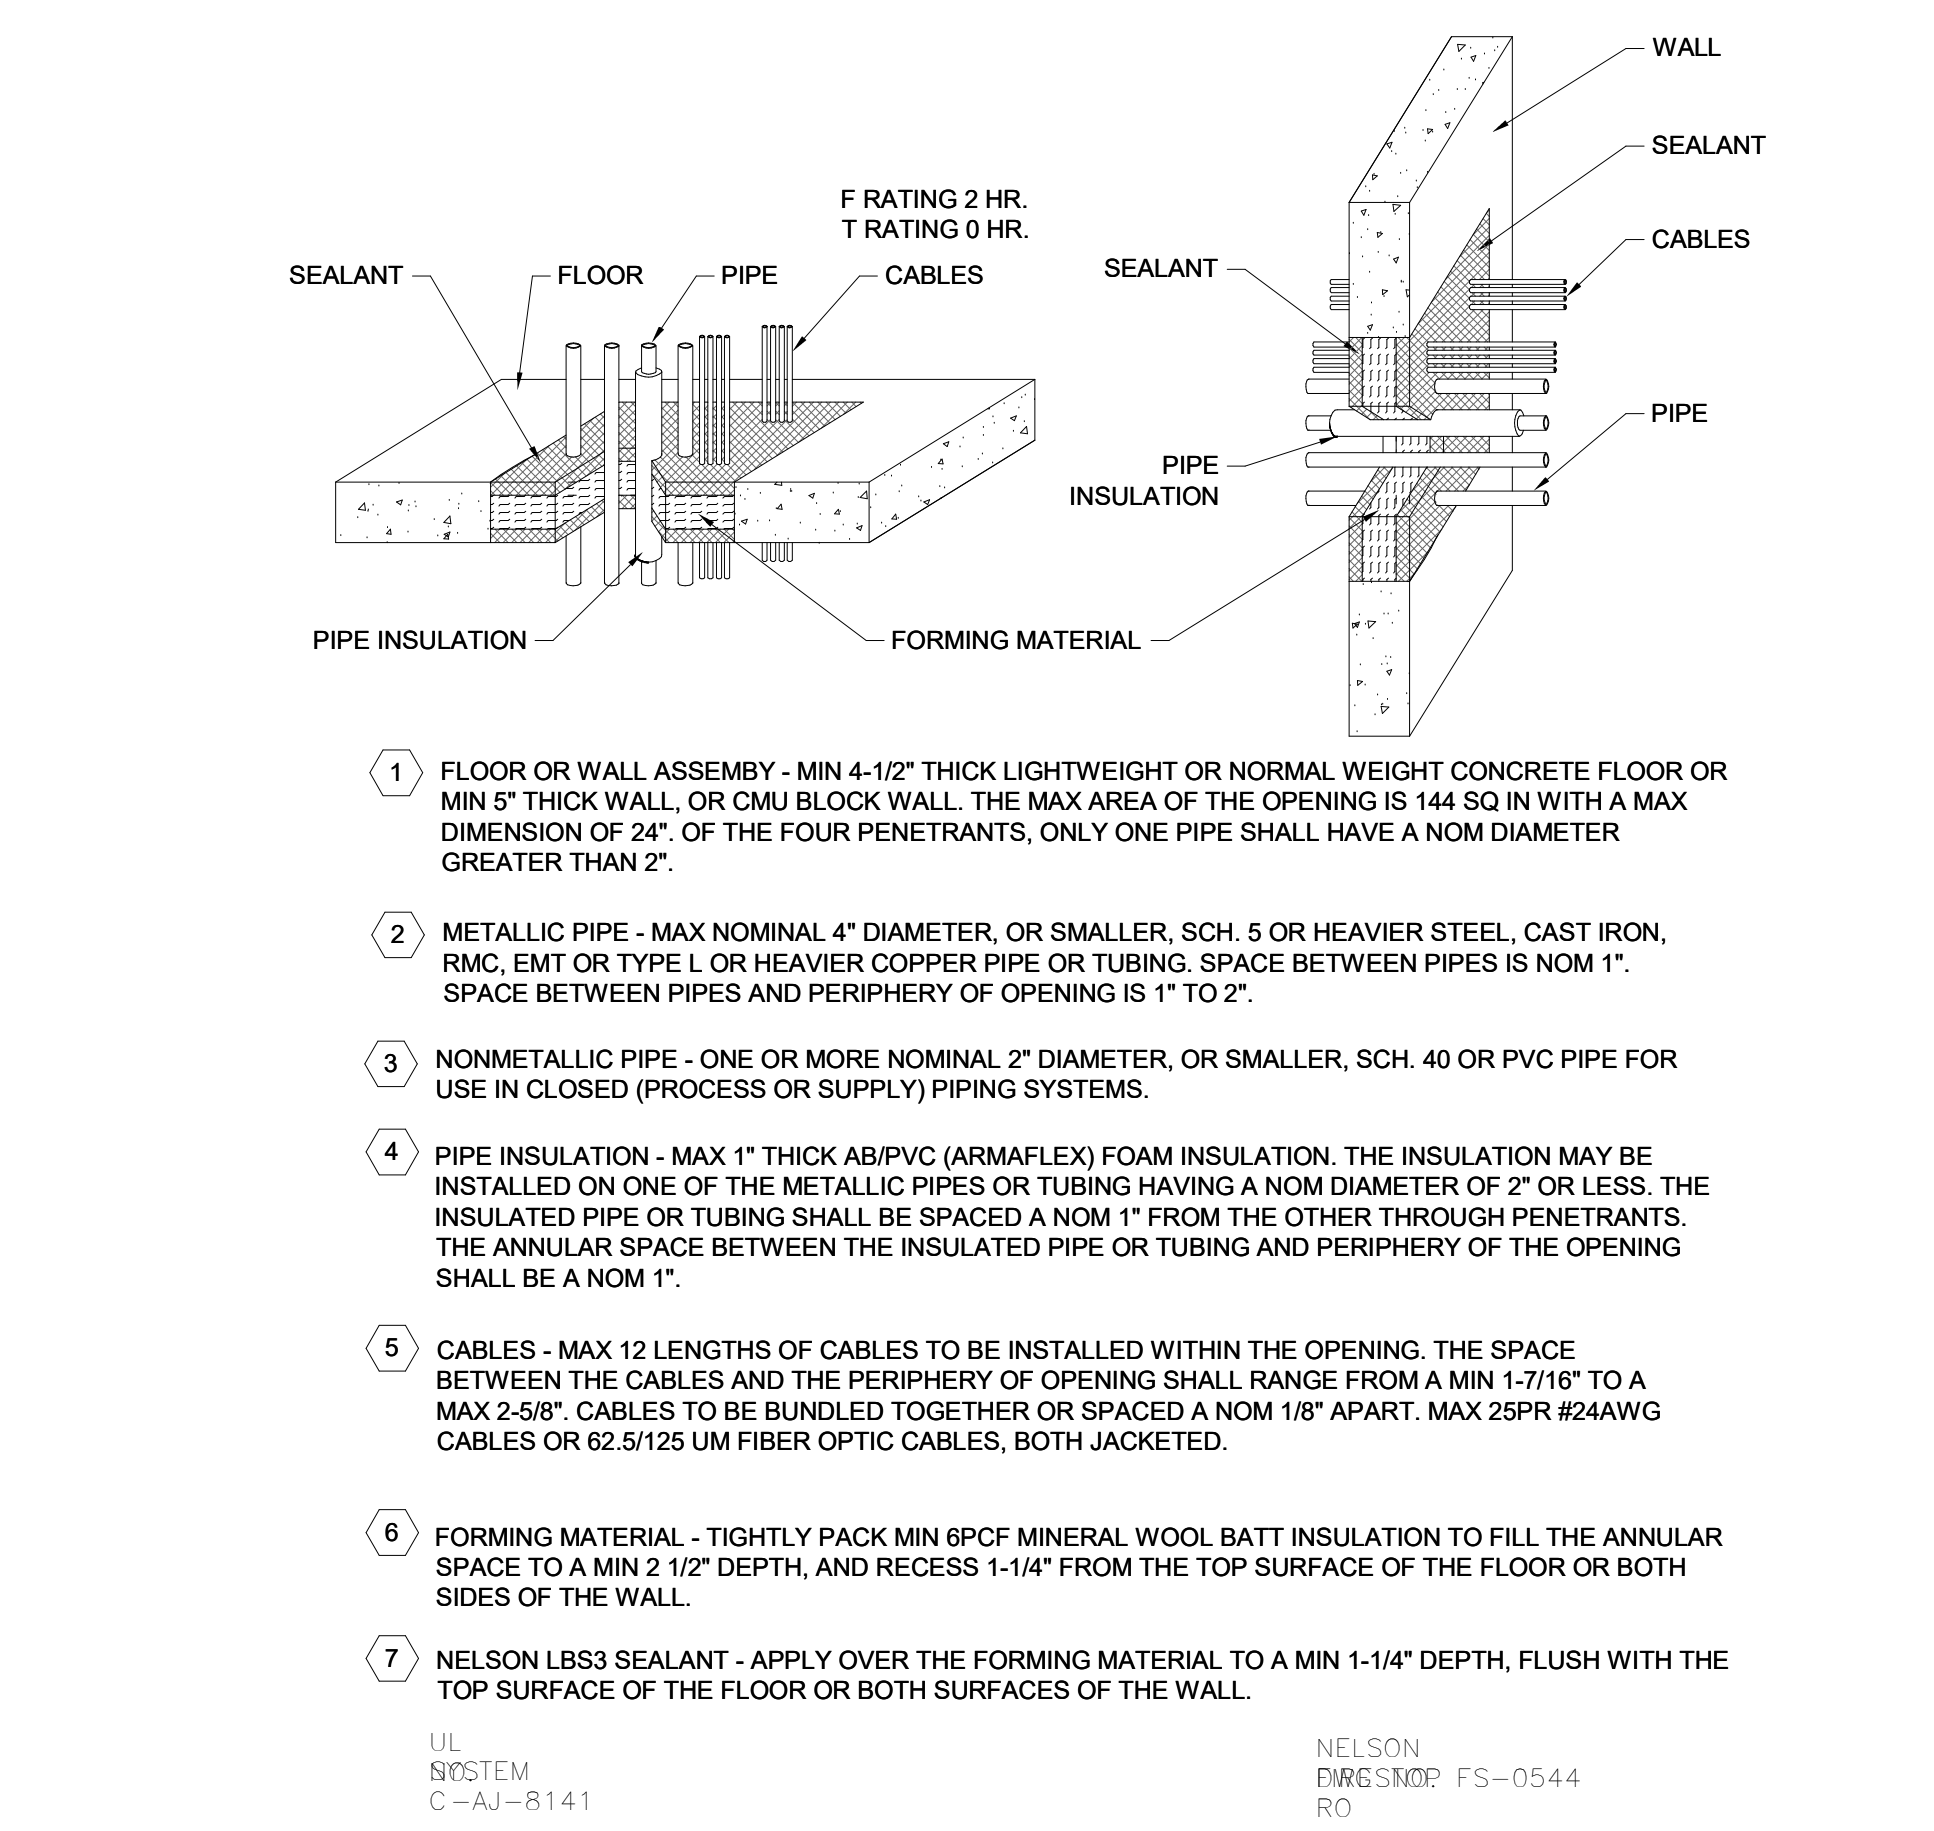 WALL
SEALANT
F RATING 2 HR.
T RATING 0 HR.
CABLES
SEALANT
FLOOR
PIPE
CABLES
SEALANT
PIPE
PIPE
INSULATION
PIPE INSULATION
FORMING MATERIAL
1
FLOOR OR WALL ASSEMBY - MIN 4-1/2" THICK LIGHTWEIGHT OR NORMAL WEIGHT CONCRETE FLOOR OR
MIN 5" THICK WALL, OR CMU BLOCK WALL. THE MAX AREA OF THE OPENING IS 144 SQ IN WITH A MAX
DIMENSION OF 24". OF THE FOUR PENETRANTS, ONLY ONE PIPE SHALL HAVE A NOM DIAMETER
GREATER THAN 2".
2
METALLIC PIPE - MAX NOMINAL 4" DIAMETER, OR SMALLER, SCH. 5 OR HEAVIER STEEL, CAST IRON,
RMC, EMT OR TYPE L OR HEAVIER COPPER PIPE OR TUBING. SPACE BETWEEN PIPES IS NOM 1".
SPACE BETWEEN PIPES AND PERIPHERY OF OPENING IS 1" TO 2".
3
NONMETALLIC PIPE - ONE OR MORE NOMINAL 2" DIAMETER, OR SMALLER, SCH. 40 OR PVC PIPE FOR
USE IN CLOSED (PROCESS OR SUPPLY) PIPING SYSTEMS.
4
PIPE INSULATION - MAX 1" THICK AB/PVC (ARMAFLEX) FOAM INSULATION. THE INSULATION MAY BE
INSTALLED ON ONE OF THE METALLIC PIPES OR TUBING HAVING A NOM DIAMETER OF 2" OR LESS. THE
INSULATED PIPE OR TUBING SHALL BE SPACED A NOM 1" FROM THE OTHER THROUGH PENETRANTS.
THE ANNULAR SPACE BETWEEN THE INSULATED PIPE OR TUBING AND PERIPHERY OF THE OPENING
SHALL BE A NOM 1".
5
CABLES - MAX 12 LENGTHS OF CABLES TO BE INSTALLED WITHIN THE OPENING. THE SPACE
BETWEEN THE CABLES AND THE PERIPHERY OF OPENING SHALL RANGE FROM A MIN 1-7/16" TO A
MAX 2-5/8". CABLES TO BE BUNDLED TOGETHER OR SPACED A NOM 1/8" APART. MAX 25PR #24AWG
CABLES OR 62.5/125 UM FIBER OPTIC CABLES, BOTH JACKETED.
6
FORMING MATERIAL - TIGHTLY PACK MIN 6PCF MINERAL WOOL BATT INSULATION TO FILL THE ANNULAR
SPACE TO A MIN 2 1/2" DEPTH, AND RECESS 1-1/4" FROM THE TOP SURFACE OF THE FLOOR OR BOTH
SIDES OF THE WALL.
7
NELSON LBS3 SEALANT - APPLY OVER THE FORMING MATERIAL TO A MIN 1-1/4" DEPTH, FLUSH WITH THE
TOP SURFACE OF THE FLOOR OR BOTH SURFACES OF THE WALL.
UL
SYSTEM
NO.
C-AJ-8141
NELSON
FIRESTOP
DWG NO. FS-0544
RO